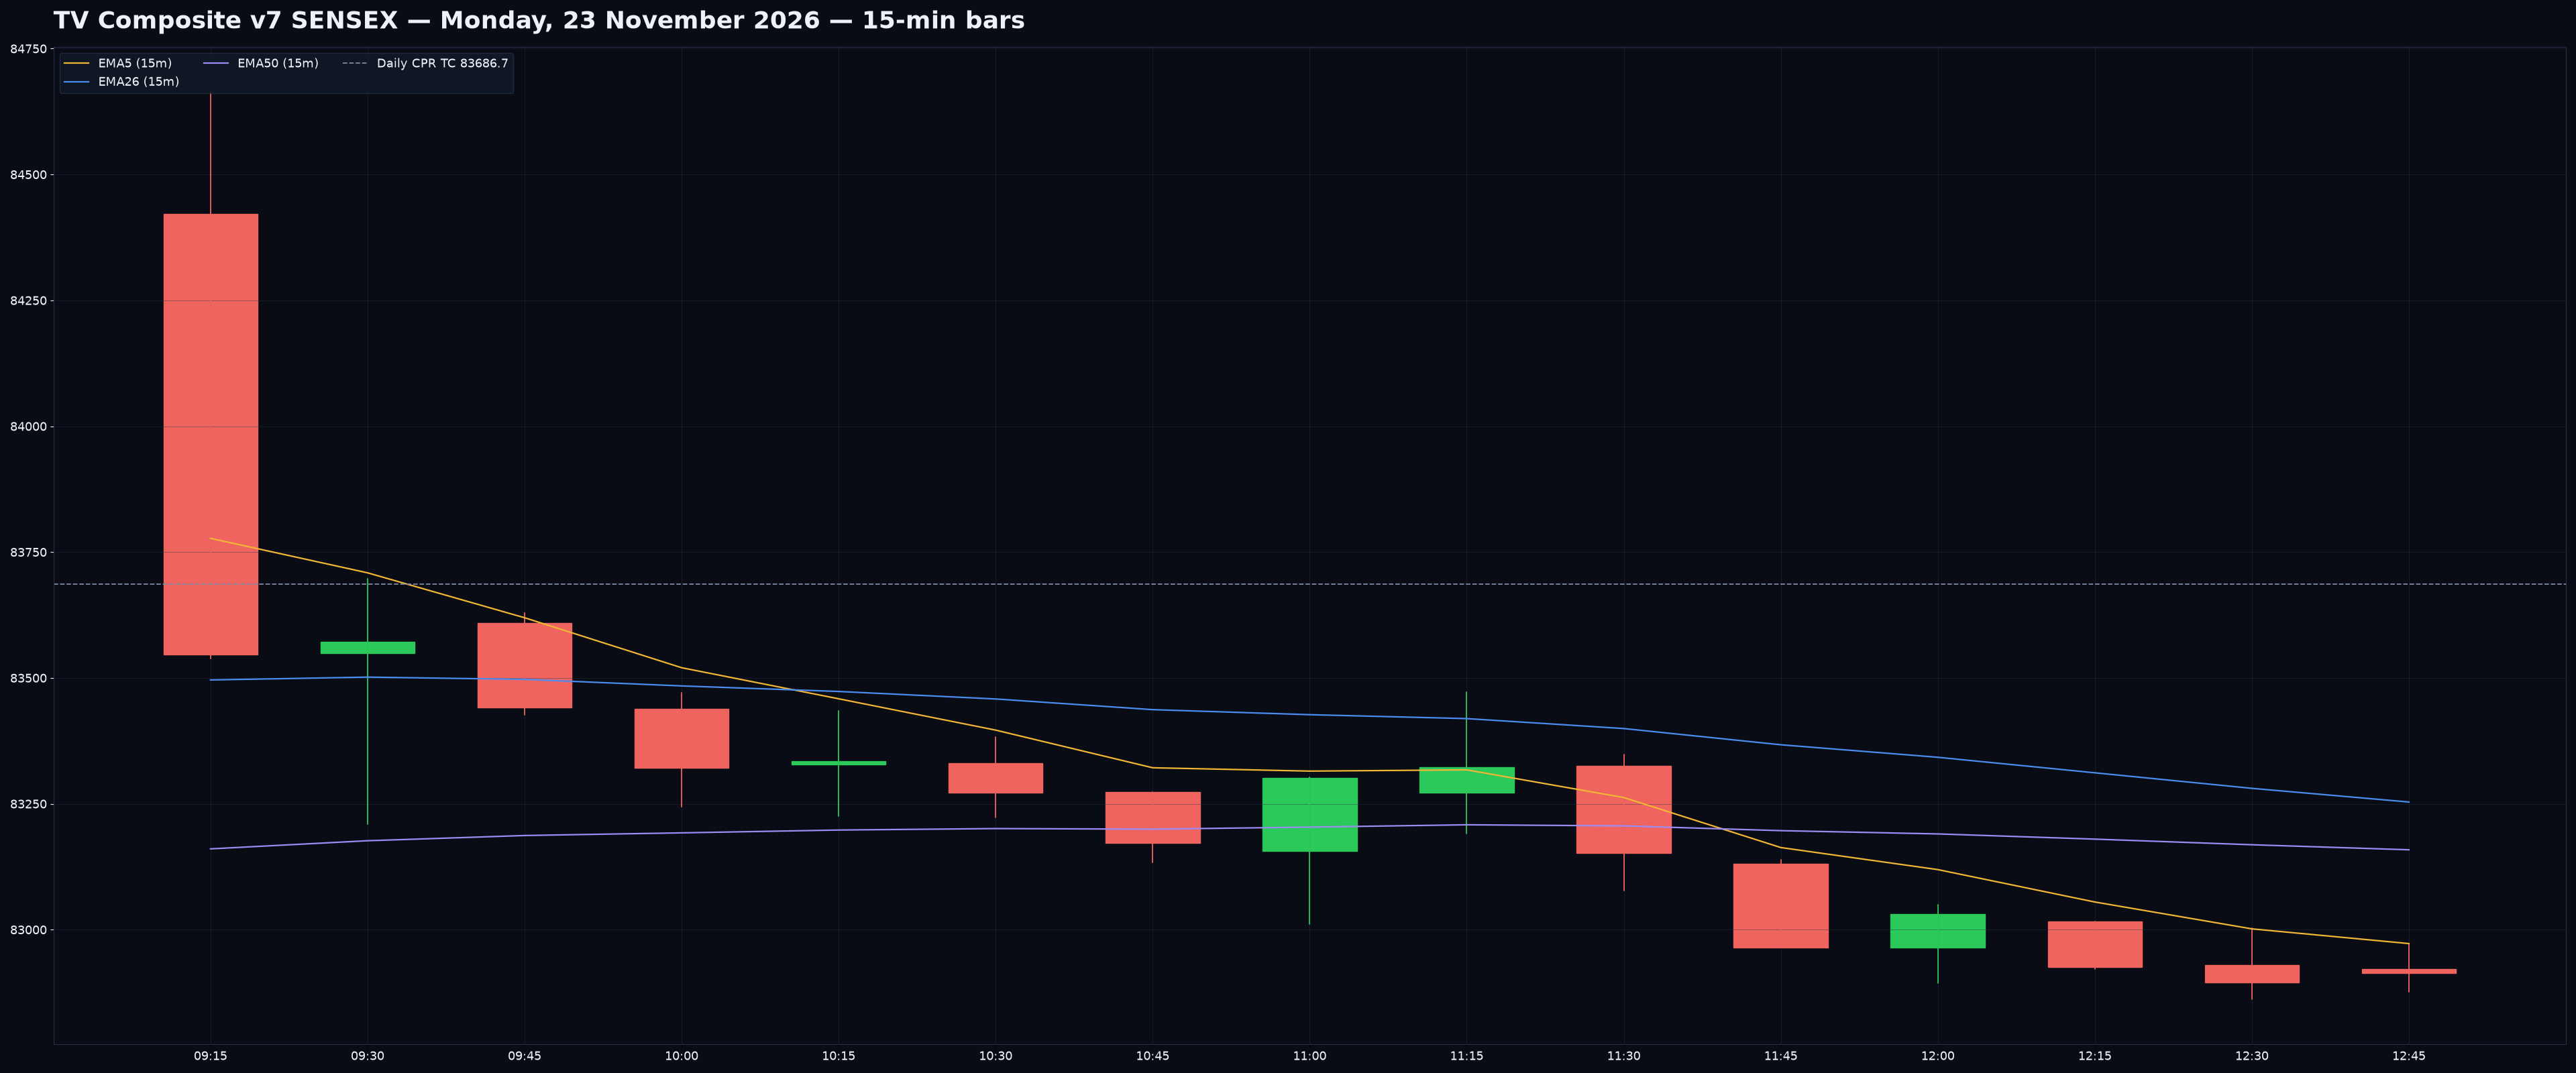 TV Composite v7 SENSEX — Monday, 23 November 2026 — 15-min bars
EMA5 (15m) EMA50 (15m) Daily CPR TC 83686.7
EMA26 (15m)
84750
84500
84250
84000
83750
83500
83250
83000
09:15 09:30 09:45 10:00 10:15 10:30 10:45 11:00 11:15 11:30 11:45 12:00 12:15 12:30 12:45